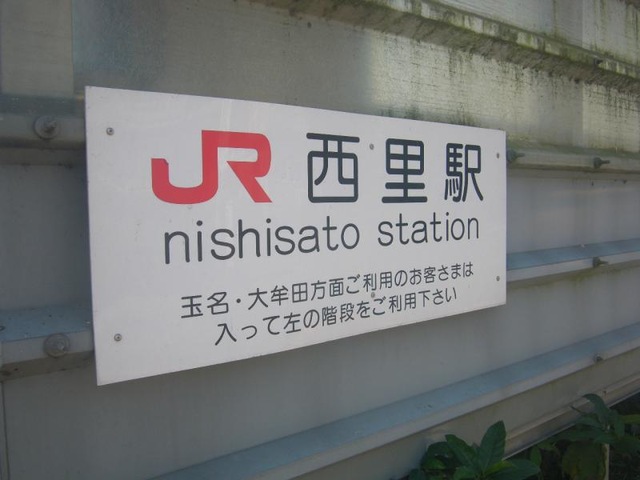 JR 西里駅
nishisato station
玉名・大牟田方面ご利用のお客さまは
入って左の階段をご利用下さい